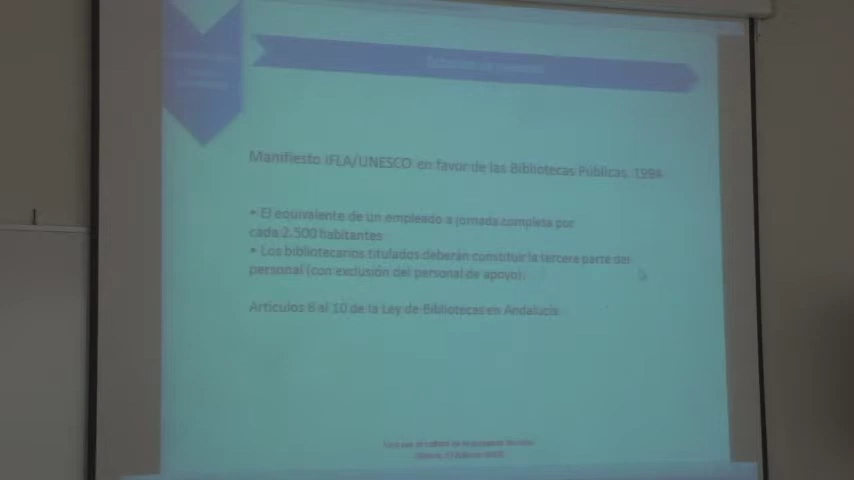 Manifiesto IFLA/UNESCO en favor de las Bibliotecas Públicas, 1994
• El equivalente de un empleado a jornada completa por
cada 2.500 habitantes
• Los bibliotecarios titulados deberán constituir la tercera parte del
personal (con exclusión del personal de apoyo).
Artículos 8 al 10 de la Ley de Bibliotecas en Andalucía